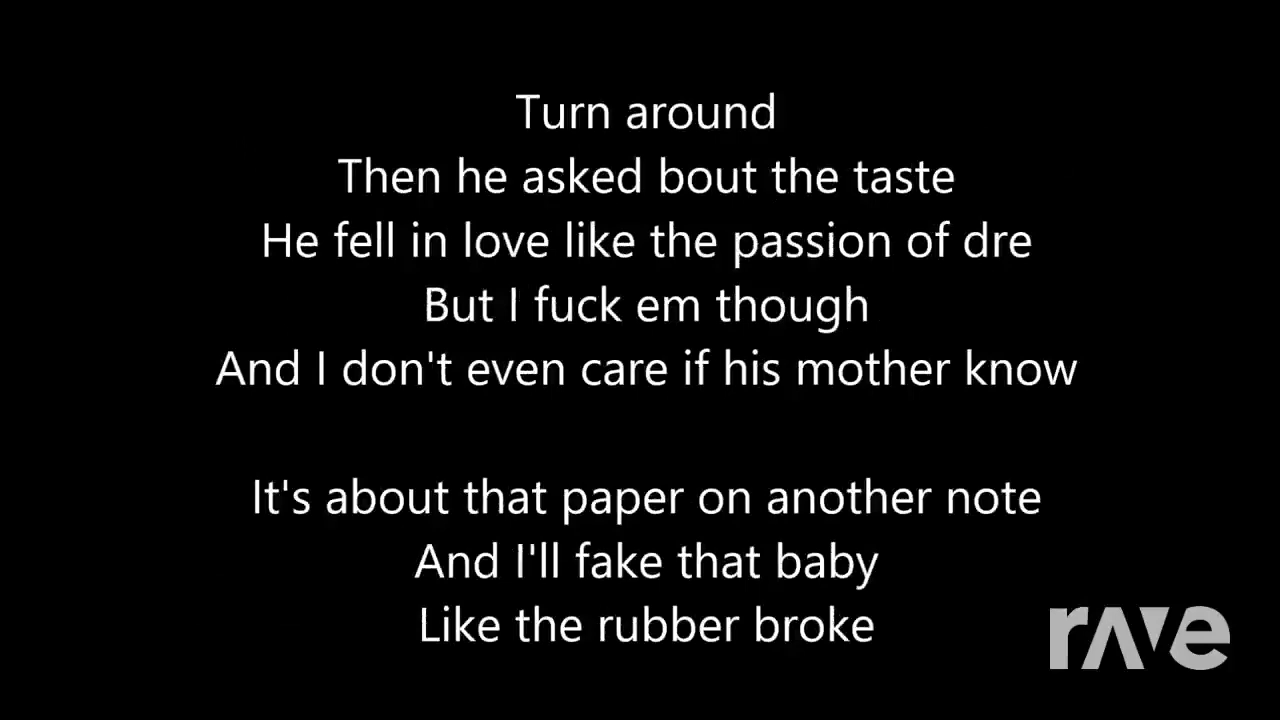 Turn around
Then he asked bout the taste
He fell in love like the passion of dre
But I fuck em though
And I don't even care if his mother know
It's about that paper on another note
And I'll fake that baby
Like the rubber broke
rave